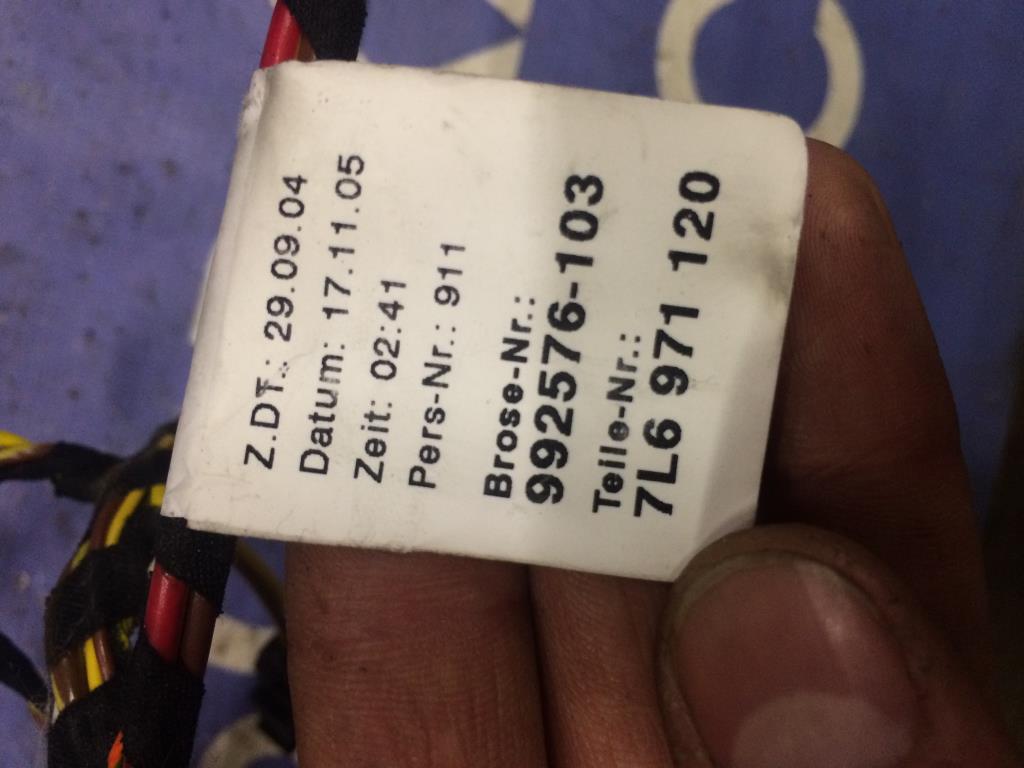 Z.DT.: 29.09.04
Datum: 17.11.05
Zeit: 02:41
Pers-Nr.: 911
Brose-Nr.:
992576-103
Teile-Nr.:
7L6 971 120